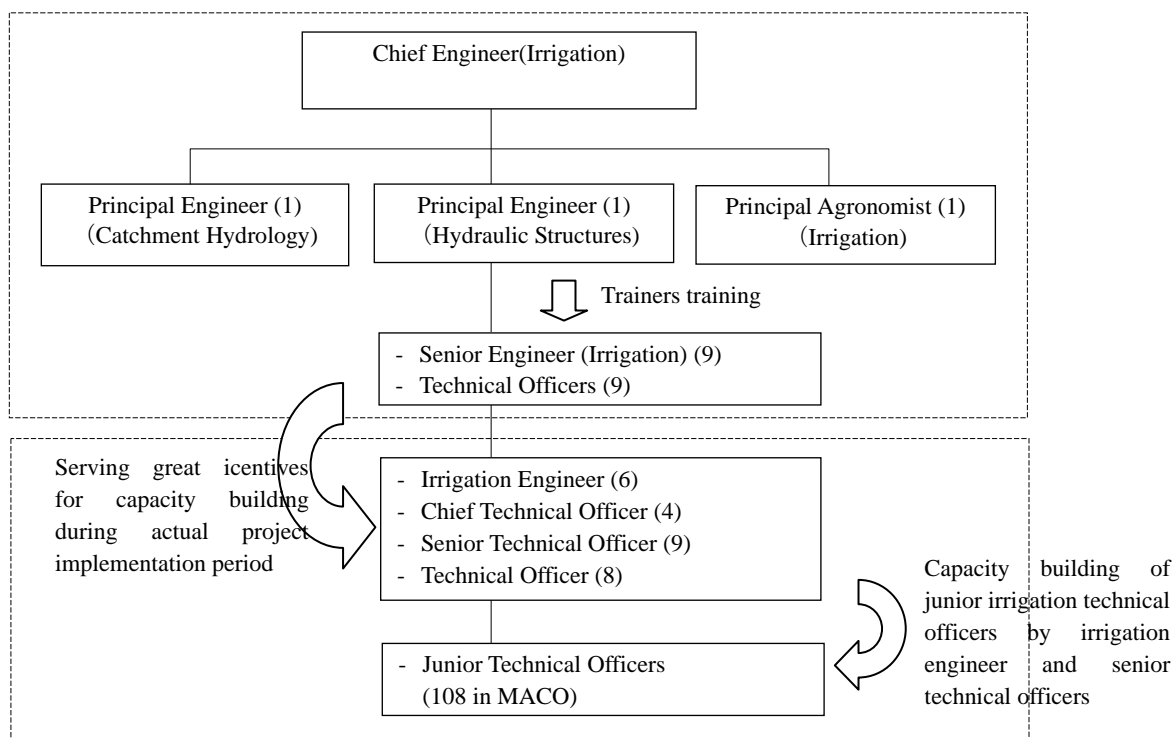 Chief Engineer(Irrigation)
Principal Engineer (1)
（Catchment Hydrology)
Principal Engineer (1)
（Hydraulic Structures)
Principal Agronomist (1)
（Irrigation)
Trainers training
- Senior Engineer (Irrigation) (9)
- Technical Officers (9)
Serving great icentives
for capacity building
during actual project
implementation period
- Irrigation Engineer (6)
- Chief Technical Officer (4)
- Senior Technical Officer (9)
- Technical Officer (8)
Capacity building of
junior irrigation technical
officers by irrigation
engineer and senior
technical officers
- Junior Technical Officers
(108 in MACO)